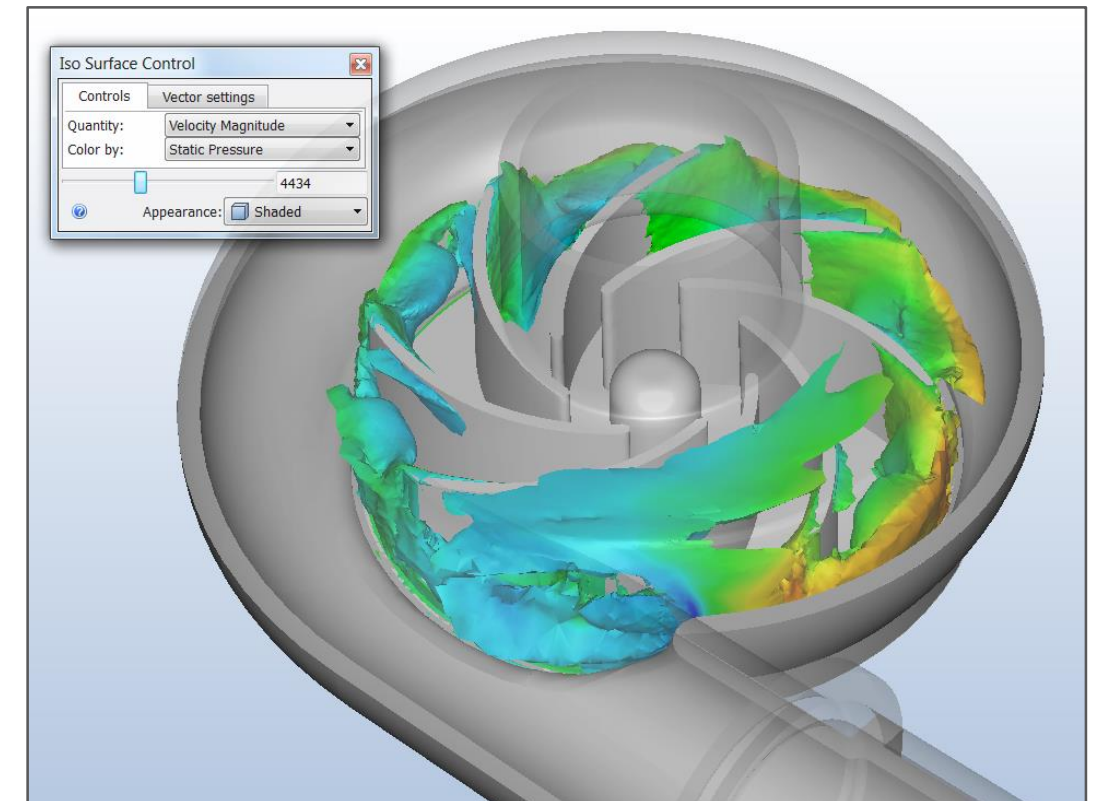 Iso Surface Control
Controls Vector settings
Quantity: Velocity Magnitude
Color by: Static Pressure
4434
Appearance: Shaded